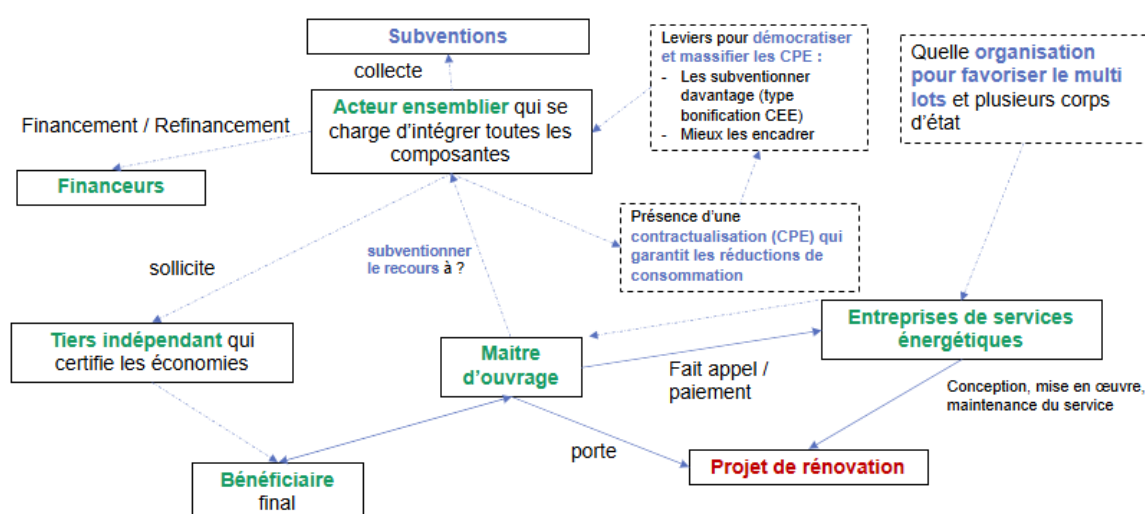 Subventions
collecte
Leviers pour démocratiser
et massifier les CPE :
- Les subventionner
davantage (type
bonification CEE)
- Mieux les encadrer
Quelle organisation
pour favoriser le multi
lots et plusieurs corps
d'état
Acteur ensemblier qui se
charge d'intégrer toutes les
composantes
Financement / Refinancement
Financeurs
Présence d'une
contractualisation (CPE) qui
garantit les réductions de
consommation
subventionner
le recours à ?
sollicite
Tiers indépendant qui
certifie les économies
Maitre
d'ouvrage
Entreprises de services
énergétiques
Fait appel /
paiement
Conception, mise en œuvre,
maintenance du service
porte
Bénéficiaire
final
Projet de rénovation